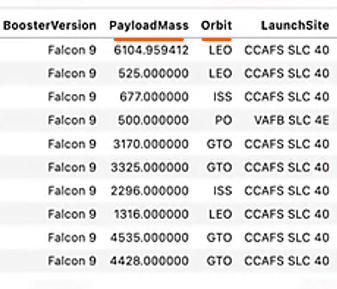 BoosterVersion PayloadMass Orbit LaunchSite
Falcon 9 6104.959412 LEO CCAFS SLC 40
Falcon 9 525.000000 LEO CCAFS SLC 40
Falcon 9 677.000000 ISS CCAFS SLC 40
Falcon 9 500.000000 PO VAFB SLC 4E
Falcon 9 3170.000000 GTO CCAFS SLC 40
Falcon 9 3325.000000 GTO CCAFS SLC 40
Falcon 9 2296.000000 ISS CCAFS SLC 40
Falcon 9 1316.000000 LEO CCAFS SLC 40
Falcon 9 4535.000000 GTO CCAFS SLC 40
Falcon 9 4428.000000 GTO CCAFS SLC 40